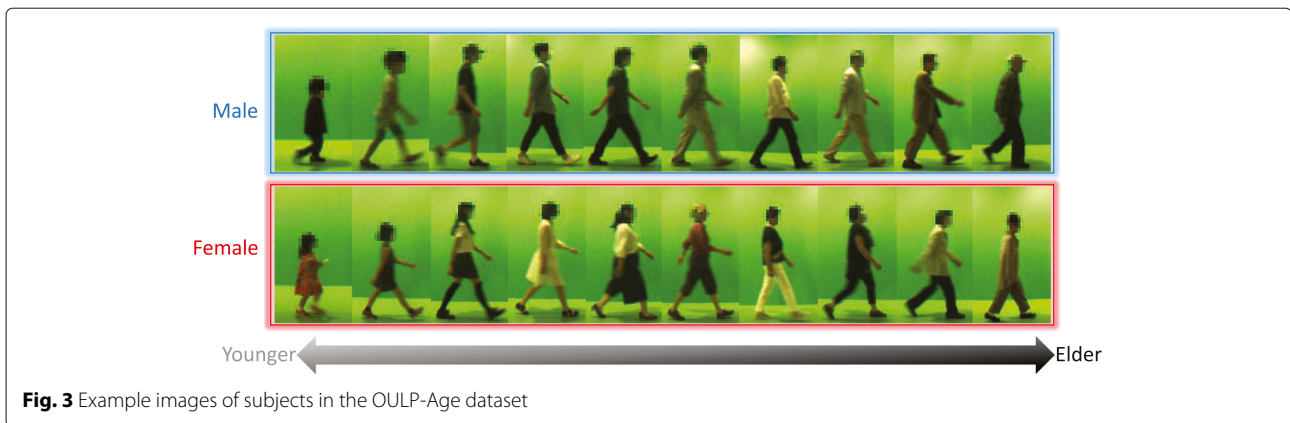 Male
Female
Younger
Elder
Fig. 3 Example images of subjects in the OULP-Age dataset